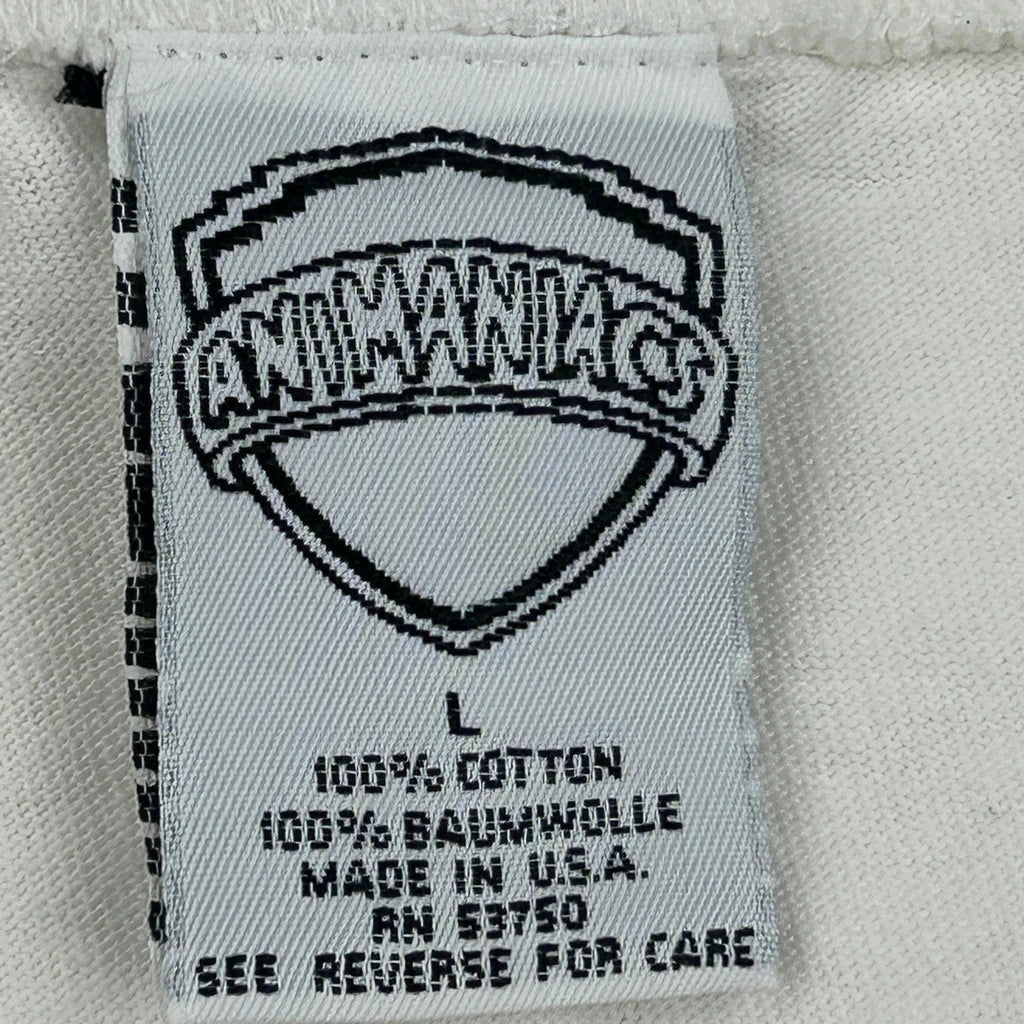 ANIMANIACS
L
100% COTTON
100% BAUMWOLLE
MADE IN U.S.A.
RN 53750
SEE REVERSE FOR CARE